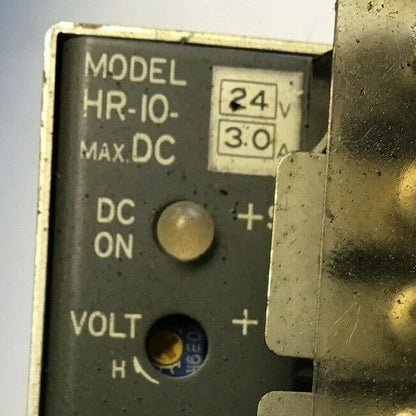 MODEL
HR-10- 24 V
MAX. DC 3.0 A
DC +S
ON
VOLT +
H